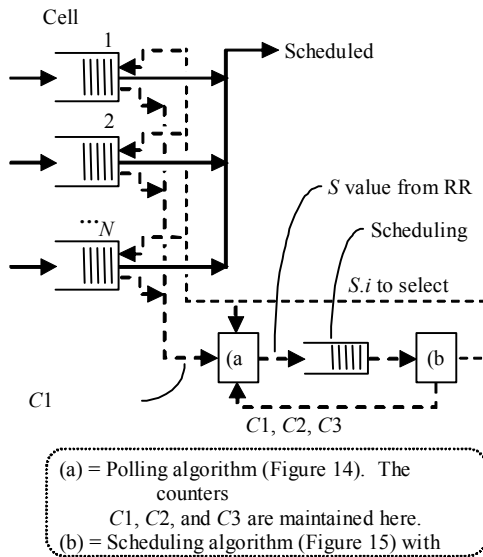 Cell
1
Scheduled
2
S value from RR
...N
Scheduling
S.i to select
(a
(b
C1
C1, C2, C3
(a) = Polling algorithm (Figure 14). The
counters
C1, C2, and C3 are maintained here.
(b) = Scheduling algorithm (Figure 15) with